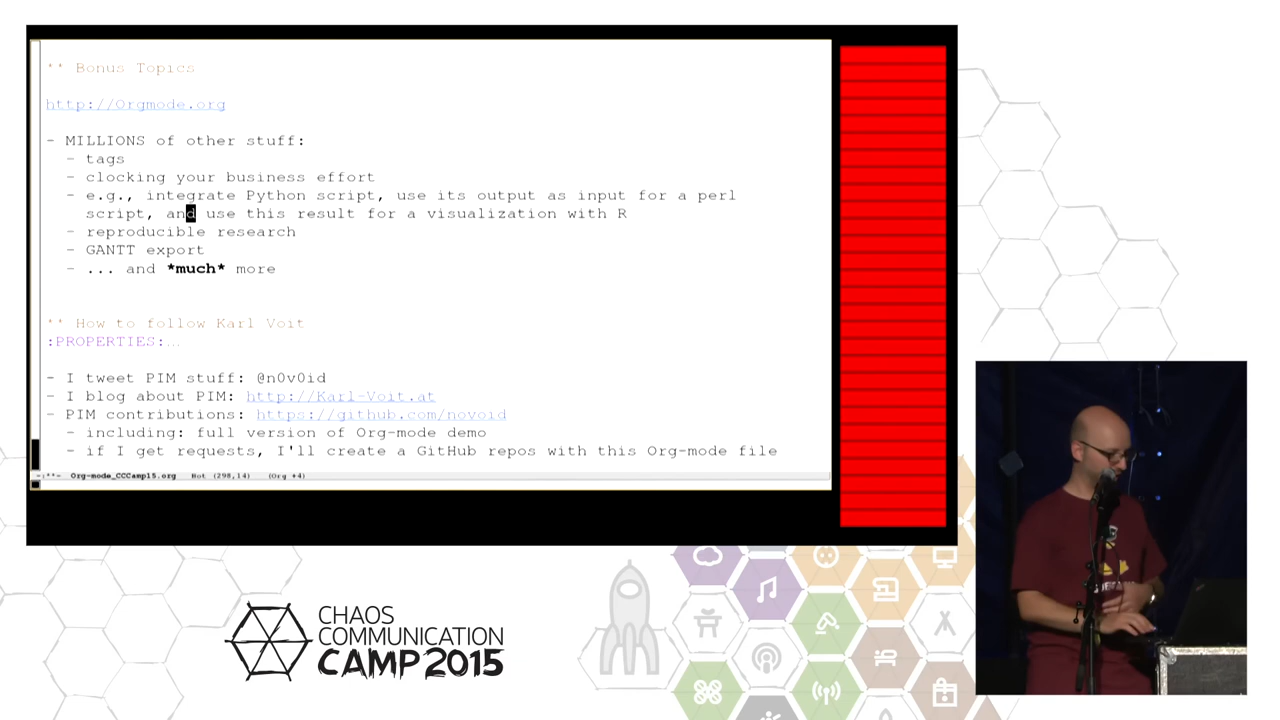 ** Bonus Topics
http://Orgmode.org
- MILLIONS of other stuff:
- tags
- clocking your business effort
- e.g., integrate Python script, use its output as input for a perl
script, and use this result for a visualization with R
- reproducible research
- GANTT export
- ... and *much* more
** How to follow Karl Voit
:PROPERTIES:...
- I tweet PIM stuff: @n0v0id
- I blog about PIM: http://Karl-Voit.at
- PIM contributions: https://github.com/novoid
- including: full version of Org-mode demo
- if I get requests, I'll create a GitHub repos with this Org-mode file
-:**- Org-mode_CCCamp15.org Bot (298,14) (Org +4)
CHAOS
COMMUNICATION
CAMP 2015